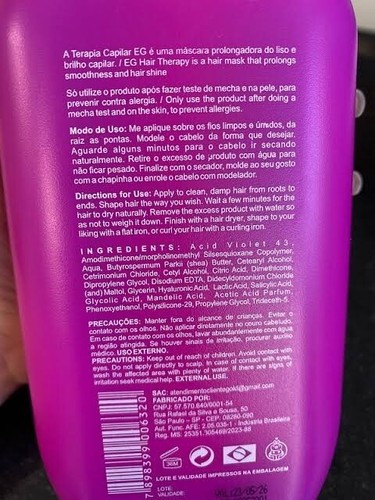 A Terapia Capilar EG é uma máscara prolongadora do liso e
brilho capilar. / EG Hair Therapy is a hair mask that prolongs
smoothness and hair shine
Só utilize o produto após fazer teste de mecha e na pele, para
prevenir contra alergia. / Only use the product after doing a
mecha test and on the skin, to prevent allergies.
Modo de Uso: Me aplique sobre os fios limpos e úmidos, da
raiz as pontas. Modele o cabelo da forma que desejar.
Aguarde alguns minutos para o cabelo ir secando
naturalmente. Retire o excesso de produto com água para
não ficar pesado. Finalize com o secador, molde ao seu gosto
com a chapinha ou enrole o cabelo com modelador.
Directions for Use: Apply to clean, damp hair from roots to
ends. Shape hair the way you wish. Wait a few minutes for the
hair to dry naturally. Remove the excess product with water so
as not to weigh it down. Finish with a hair dryer, shape to your
liking with a flat iron, or curl your hair with a curling iron.
INGREDIENTS: Acid Violet 43,
Amodimethicone/morpholinomethyl Silsesquioxane Copolymer,
Aqua, Butyrospermum Parkii (shea) Butter, Cetearyl Alcohol,
Cetrimonium Chloride, Cetyl Alcohol, Citric Acid, Dimethicone,
Dipropylene Glycol, Disodium EDTA, Didecyldimonium Chloride
(and) Maltol, Glycerin, Hyaluronic Acid, Lactic Acid, Salicylic Acid,
Glycolic Acid, Mandelic Acid, Acetic Acid, Parfum,
Phenoxyethanol, Polysilicone-29, Propylene Glycol, Trideceth-5.
PRECAUÇÕES: Manter fora do alcance de crianças. Evitar o
contato com os olhos. Não aplicar diretamente no couro cabeludo.
Em caso de contato com os olhos, lavar abundantemente com água
a região atingida. Se houver sinais de irritação, procurar auxílio
médico. USO EXTERNO.
PRECAUTIONS: Keep out of reach of children. Avoid contact with
eyes. Do not apply directly to scalp. In case of contact with eyes,
wash the affected area with plenty of water. If there are signs of
irritation seek medical help. EXTERNAL USE.
SAC: atendimentoclientegold@gmail.com
FABRICADO POR:
CNPJ: 57.570.640/0001-54
Rua Rafael da Silva e Sousa, 50
São Paulo - SP CEP: 08280-090
Aut. Func. AFE: 2.05.035-1 - Indústria Brasileira
Reg. MS: 25351.305469/2023-88
7 898399 006320
36M
LOTE E VALIDADE IMPRESSOS NA EMBALAGEM
LOTE:
VALIDADE: